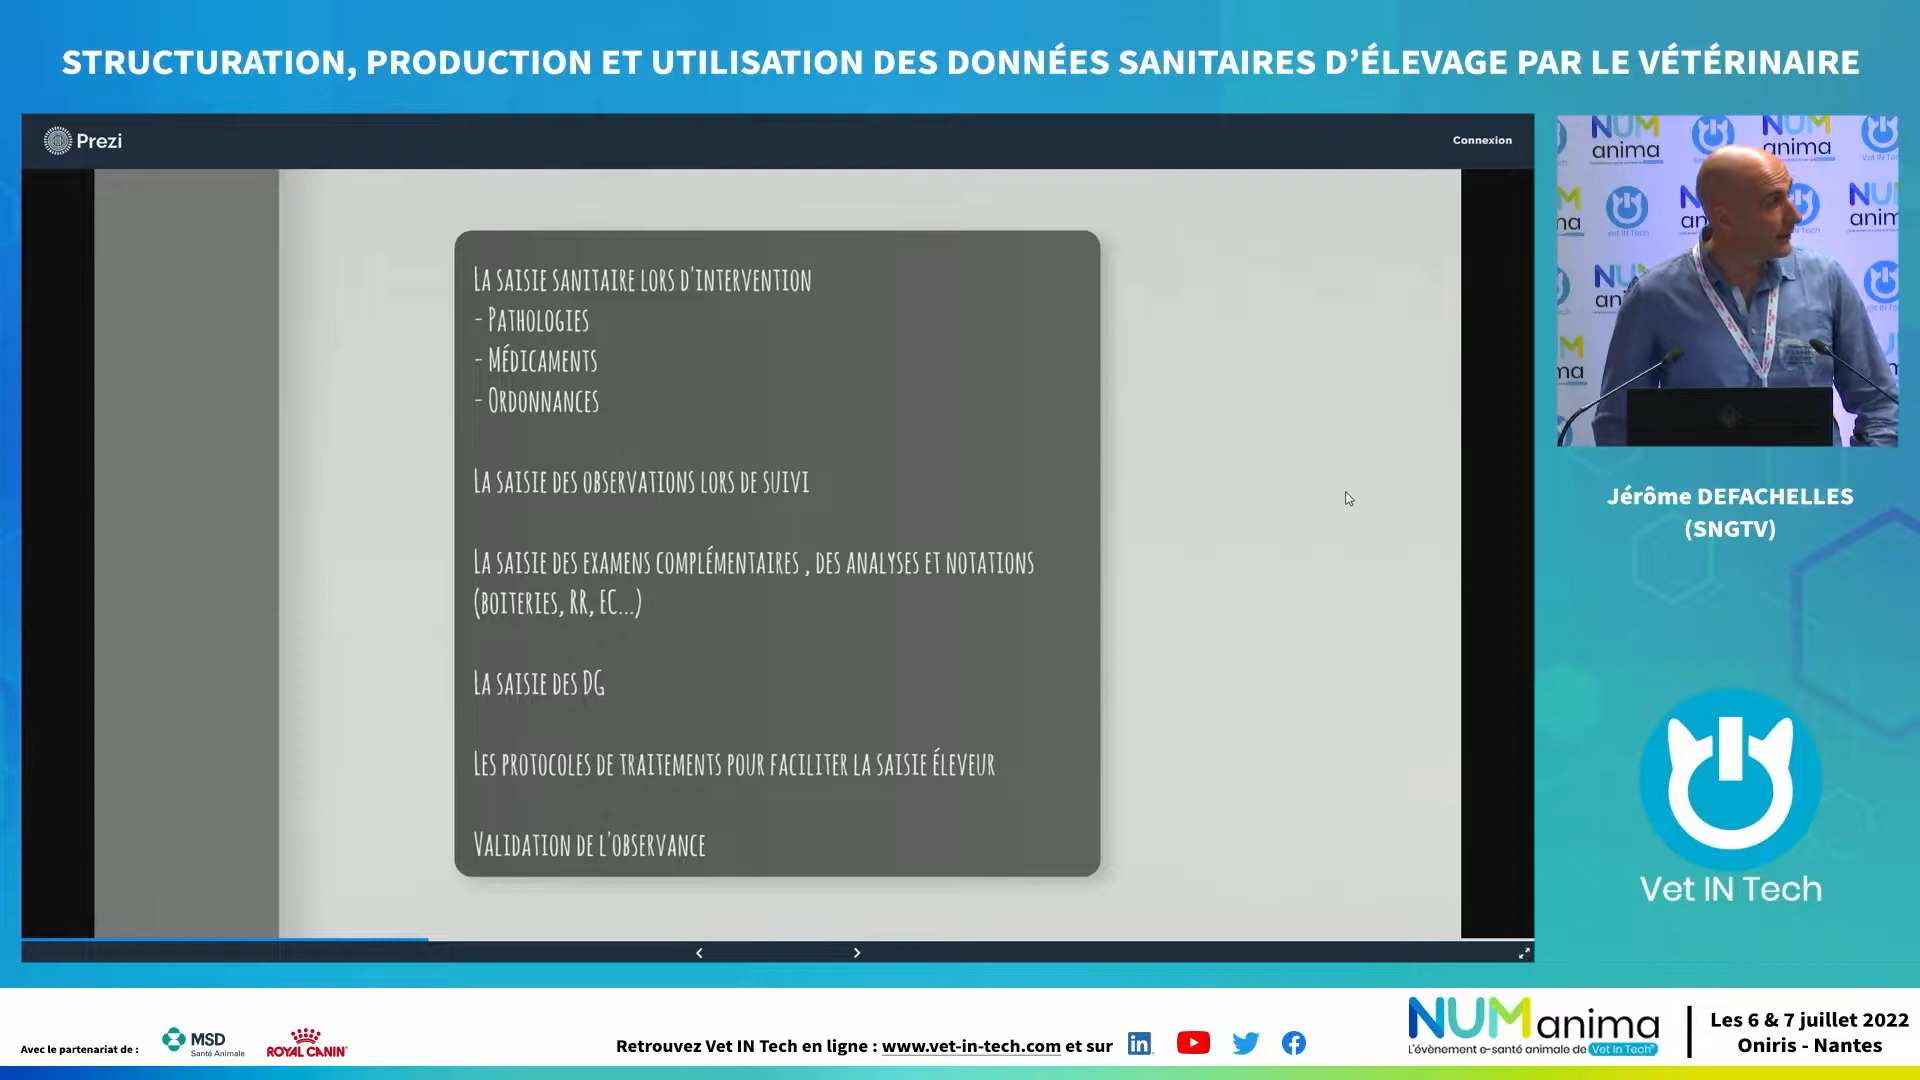 STRUCTURATION, PRODUCTION ET UTILISATION DES DONNÉES SANITAIRES D’ÉLEVAGE PAR LE VÉTÉRINAIRE
Prezi
Connexion
La saisie sanitaire lors d'intervention
- Pathologies
- Médicaments
- Ordonnances
La saisie des observations lors de suivi
La saisie des examens complémentaires , des analyses et notations
(boiteries, RR, EC...)
La saisie des DG
Les protocoles de traitements pour faciliter la saisie éleveur
Validation de l'observance
NUM
anima
NUM
anima
Jérôme DEFACHELLES
(SNGTV)
Vet IN Tech
Avec le partenariat de :
MSD
Santé Animale
ROYAL CANIN
Retrouvez Vet IN Tech en ligne : www.vet-in-tech.com et sur
NUManima
L'évènement e-santé animale de Vet In Tech
Les 6 & 7 juillet 2022
Oniris - Nantes